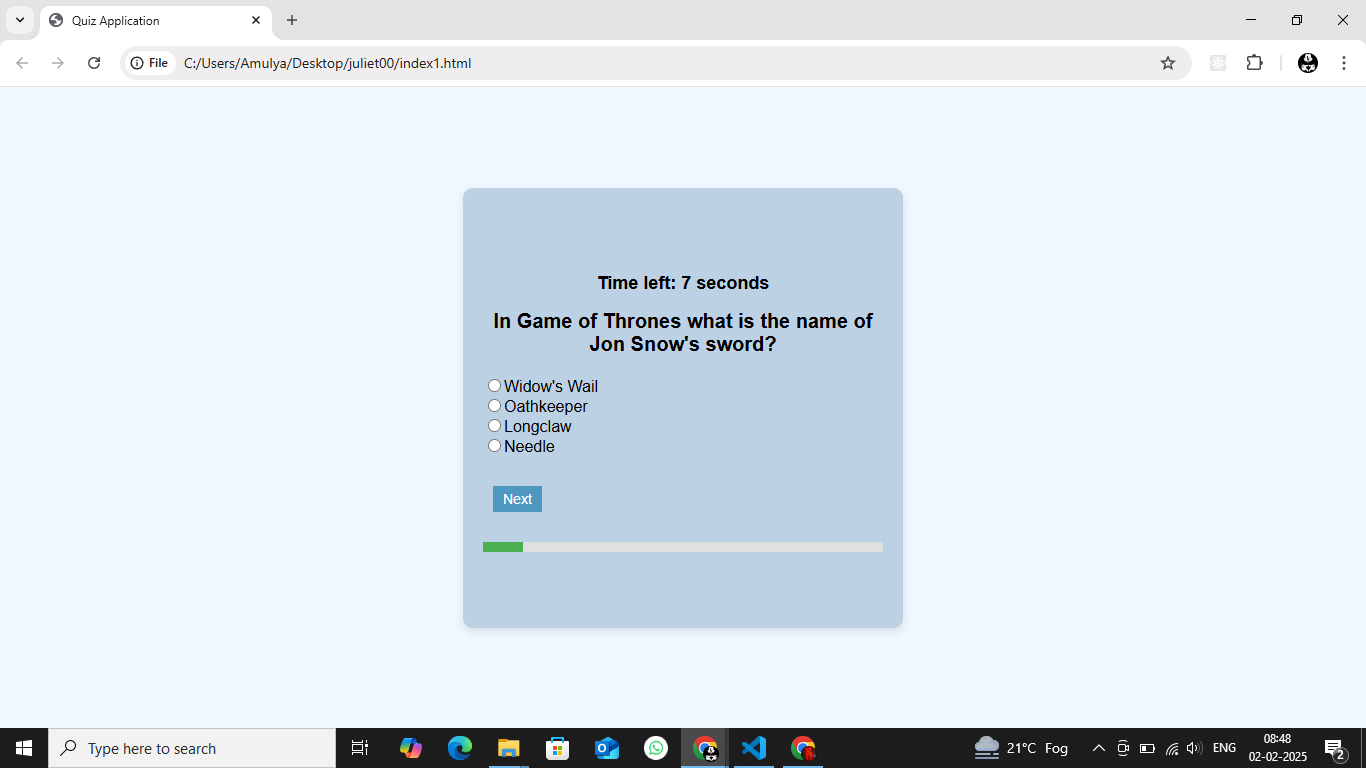 Quiz Application
File
C:/Users/Amulya/Desktop/juliet00/index1.html
Time left: 7 seconds
In Game of Thrones what is the name of
Jon Snow's sword?
Widow's Wail
Oathkeeper
Longclaw
Needle
Next
Type here to search
21°C Fog
ENG
08:48
02-02-2025
2